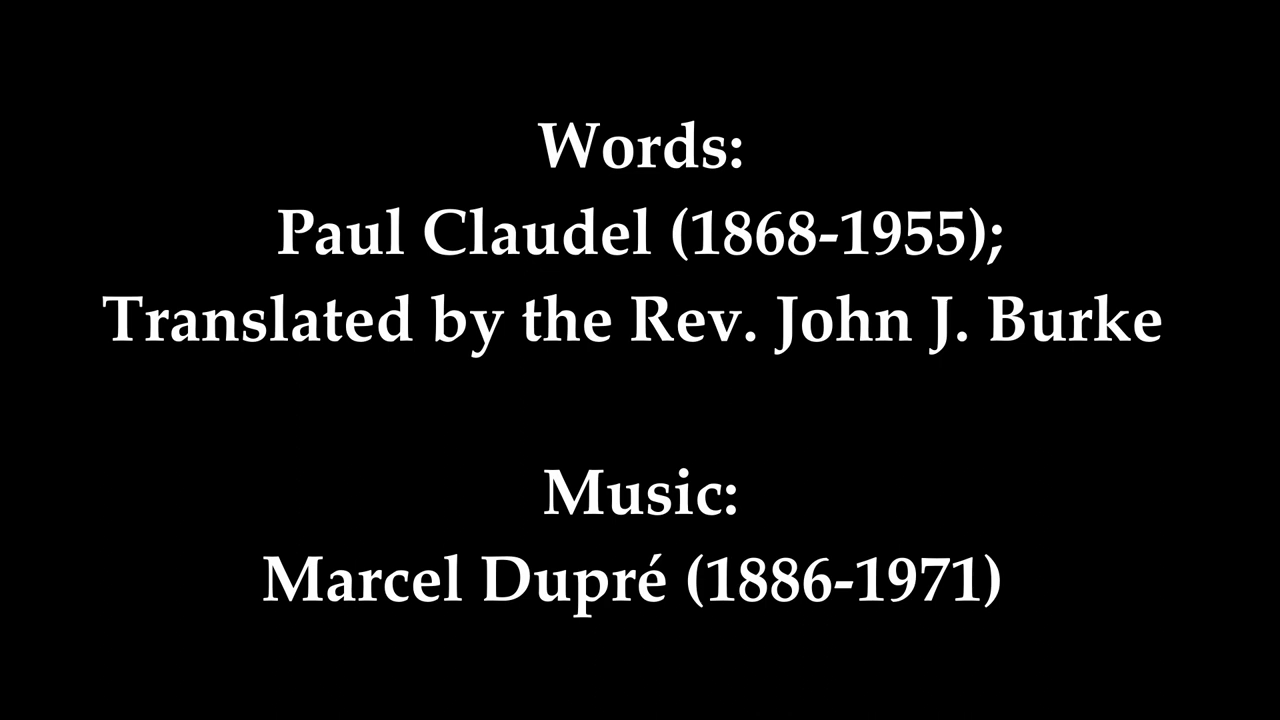 Words:
Paul Claudel (1868-1955);
Translated by the Rev. John J. Burke
Music:
Marcel Dupré (1886-1971)